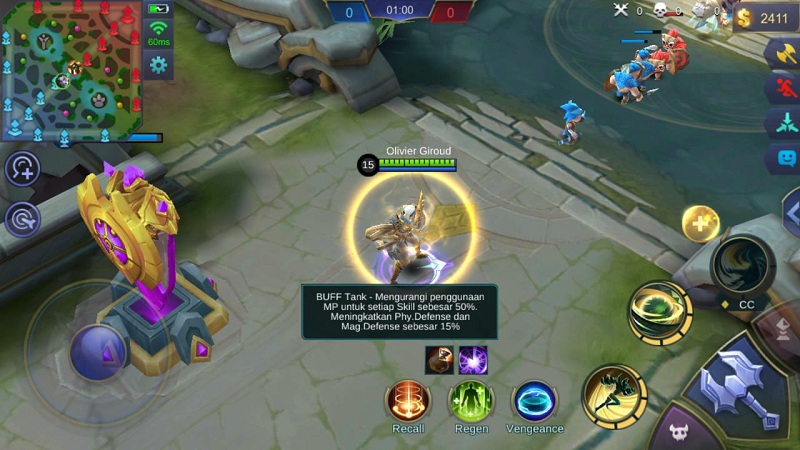 0
01:00
0
0
0
0
2411
60ms
Olivier Giroud
15
BUFF Tank - Mengurangi penggunaan
MP untuk setiap Skill sebesar 50%.
Meningkatkan Phy.Defense dan
Mag.Defense sebesar 15%
CC
Recall
Regen
Vengeance